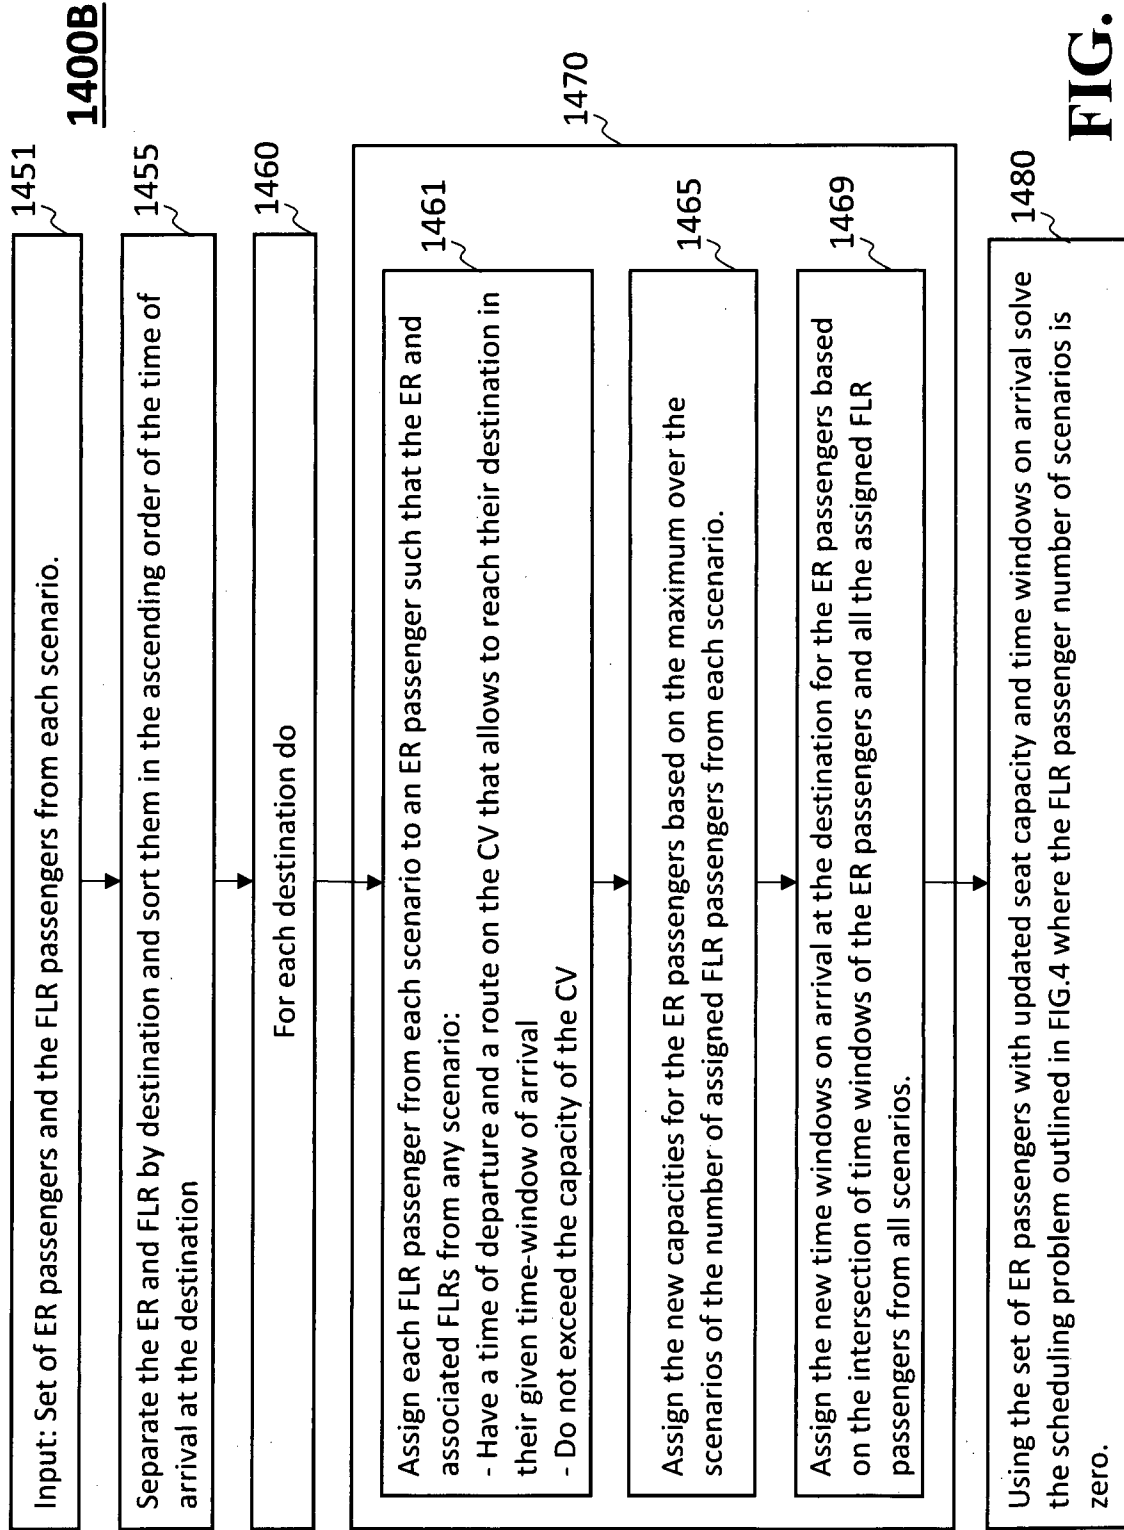 1400B
1451
Input: Set of ER passengers and the FLR passengers from each scenario.
1455
Separate the ER and FLR by destination and sort them in the ascending order of the time of
arrival at the destination
1460
For each destination do
1470
1461
Assign each FLR passenger from each scenario to an ER passenger such that the ER and
associated FLRs from any scenario:
- Have a time of departure and a route on the CV that allows to reach their destination in
their given time-window of arrival
- Do not exceed the capacity of the CV
1465
Assign the new capacities for the ER passengers based on the maximum over the
scenarios of the number of assigned FLR passengers from each scenario.
1469
Assign the new time windows on arrival at the destination for the ER passengers based
on the intersection of time windows of the ER passengers and all the assigned FLR
passengers from all scenarios.
1480
Using the set of ER passengers with updated seat capacity and time windows on arrival solve
the scheduling problem outlined in FIG.4 where the FLR passenger number of scenarios is
zero.
FIG.